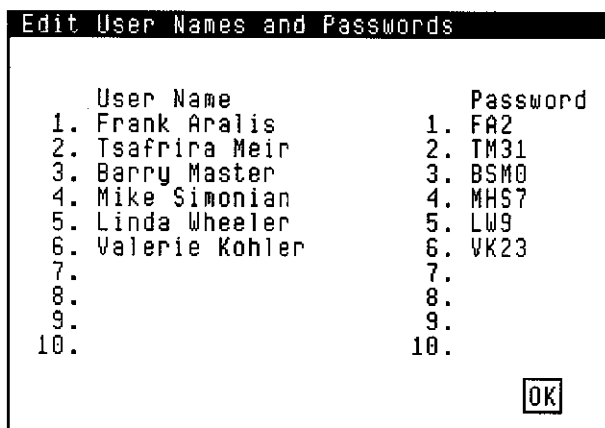 Edit User Names and Passwords
User Name Password
1. Frank Aralis 1. FA2
2. Tsafrira Meir 2. TM31
3. Barry Master 3. BSM0
4. Mike Simonian 4. MHS7
5. Linda Wheeler 5. LW9
6. Valerie Kohler 6. VK23
7. 7.
8. 8.
9. 9.
10. 10.
OK